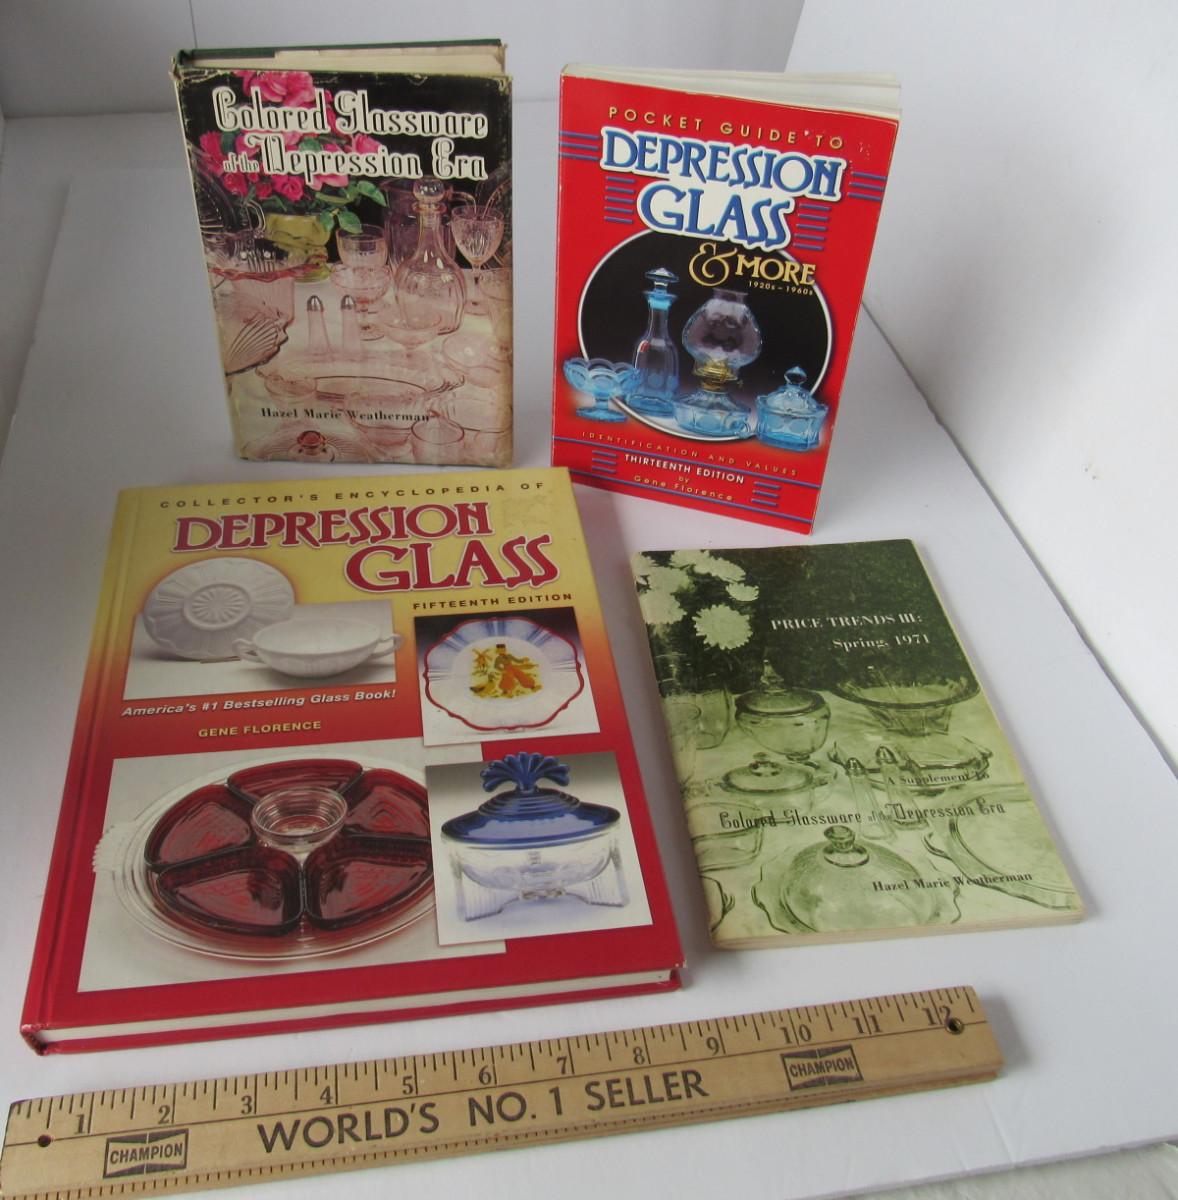 Colored Glassware
of the Depression Era
Hazel Marie Weatherman
POCKET GUIDE TO
DEPRESSION
GLASS
& MORE
1920s - 1960s
IDENTIFICATION AND VALUES
THIRTEENTH EDITION
by
Gene Florence
COLLECTOR'S ENCYCLOPEDIA OF
DEPRESSION
GLASS
FIFTEENTH EDITION
America's #1 Bestselling Glass Book!
GENE FLORENCE
PRICE TRENDS III:
Spring, 1971
A Supplement To
Colored Glassware of the Depression Era
Hazel Marie Weatherman
1 2 3 4 5 6 7 8 9 10 11 12
CHAMPION WORLD'S NO. 1 SELLER CHAMPION